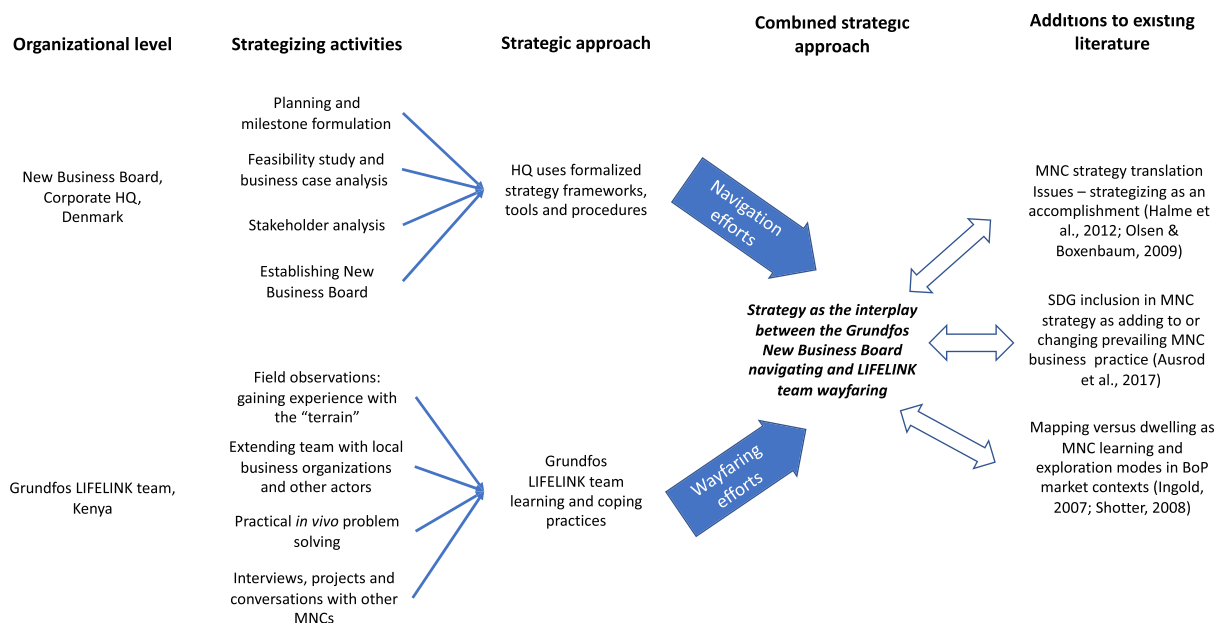 Organizational level
Strategizing activities
Strategic approach
Combined strategic
approach
Additions to existing
literature
New Business Board,
Corporate HQ,
Denmark
Planning and
milestone formulation
Feasibility study and
business case analysis
Stakeholder analysis
Establishing New
Business Board
HQ uses formalized
strategy frameworks,
tools and procedures
Navigation
efforts
MNC strategy translation
Issues – strategizing as an
accomplishment (Halme et
al., 2012; Olsen &
Boxenbaum, 2009)
Strategy as the interplay
between the Grundfos
New Business Board
navigating and LIFELINK
team wayfaring
SDG inclusion in MNC
strategy as adding to or
changing prevailing MNC
business practice (Ausrod
et al., 2017)
Grundfos LIFELINK team,
Kenya
Field observations:
gaining experience with
the “terrain”
Extending team with local
business organizations
and other actors
Practical in vivo problem
solving
Interviews, projects and
conversations with other
MNCs
Grundfos
LIFELINK team
learning and coping
practices
Wayfaring
efforts
Mapping versus dwelling as
MNC learning and
exploration modes in BoP
market contexts (Ingold,
2007; Shotter, 2008)